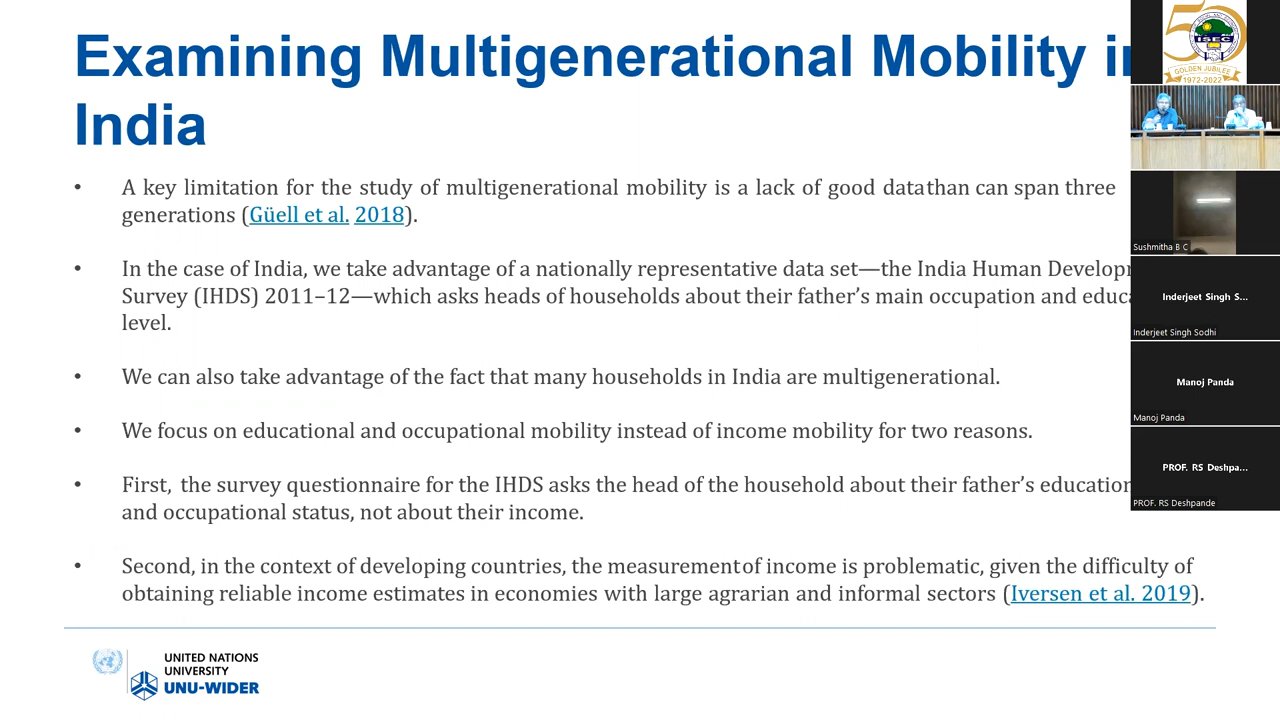 Examining Multigenerational Mobility in
India
• A key limitation for the study of multigenerational mobility is a lack of good data than can span three
generations (Güell et al. 2018).
• In the case of India, we take advantage of a nationally representative data set—the India Human
Survey (IHDS) 2011–12—which asks heads of households about their father’s main occupation and
level.
• We can also take advantage of the fact that many households in India are multigenerational.
• We focus on educational and occupational mobility instead of income mobility for two reasons.
• First, the survey questionnaire for the IHDS asks the head of the household about their father’s education
and occupational status, not about their income.
• Second, in the context of developing countries, the measurement of income is problematic, given the difficulty of
obtaining reliable income estimates in economies with large agrarian and informal sectors (Iversen et al. 2019).
UNITED NATIONS
UNIVERSITY
UNU-WIDER
50
ISEC
GOLDEN JUBILEE
1972-2022
Sushmitha B C
Inderjeet Singh S...
Inderjeet Singh Sodhi
Manoj Panda
Manoj Panda
PROF. RS Deshpa...
PROF. RS Deshpande